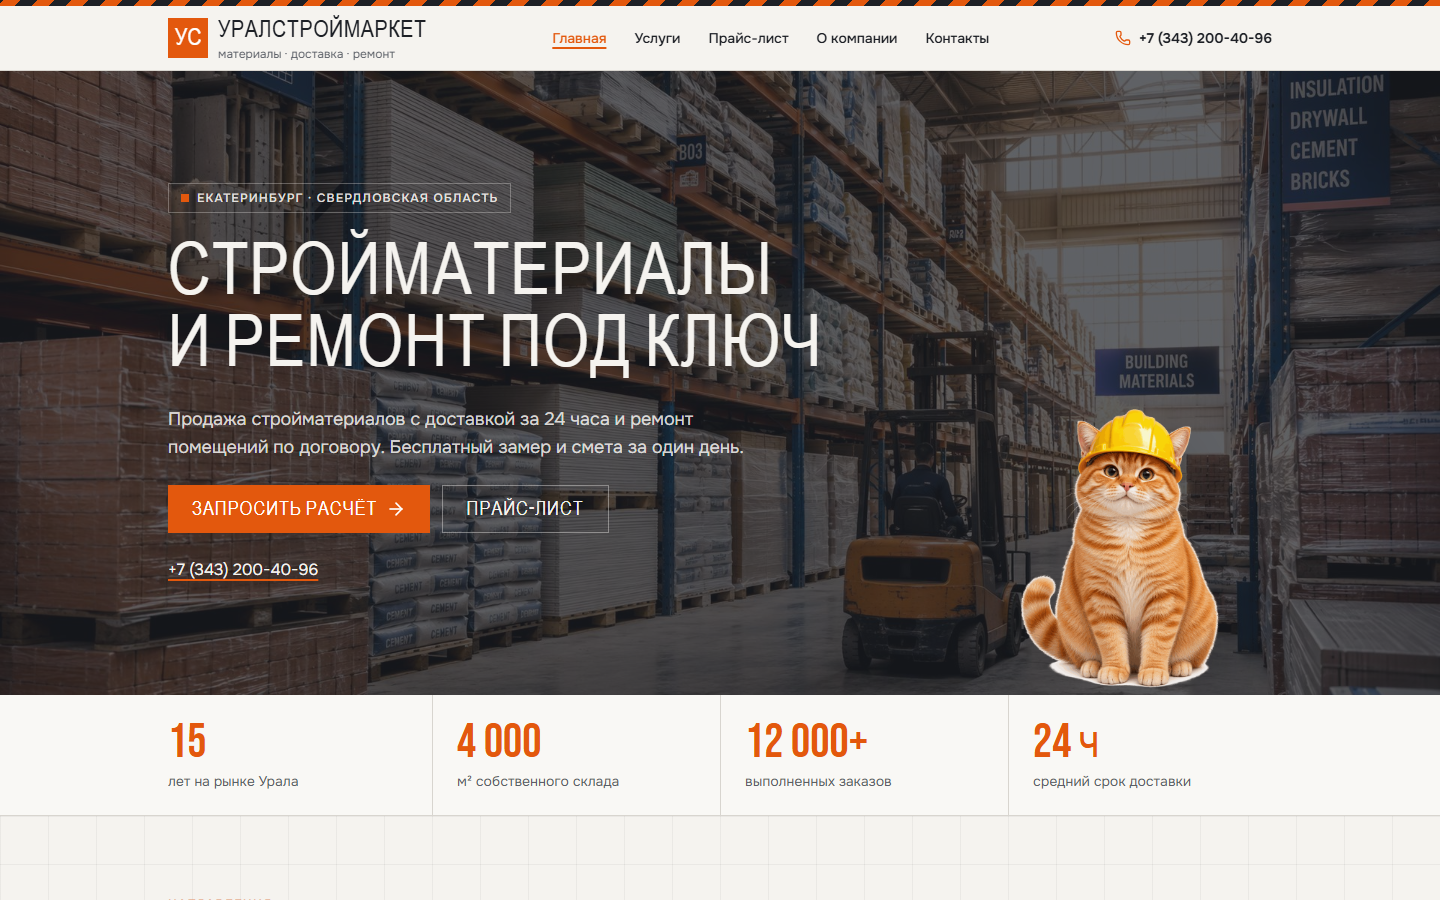 УС
УРАЛСТРОЙМАРКЕТ
материалы · доставка · ремонт
Главная
Услуги
Прайс-лист
О компании
Контакты
+7 (343) 200-40-96
INSULATION
DRYWALL
CEMENT
BRICKS
B03
ЕКАТЕРИНБУРГ · СВЕРДЛОВСКАЯ ОБЛАСТЬ
СТРОЙМАТЕРИАЛЫ
И РЕМОНТ ПОД КЛЮЧ
BUILDING
MATERIALS
Продажа стройматериалов с доставкой за 24 часа и ремонт
помещений по договору. Бесплатный замер и смета за один день.
ЗАПРОСИТЬ РАСЧЁТ
ПРАЙС-ЛИСТ
+7 (343) 200-40-96
CEMENT
CEMENT
CEMENT
15
4 000
12 000+
24 ч
лет на рынке Урала
м² собственного склада
выполненных заказов
средний срок доставки